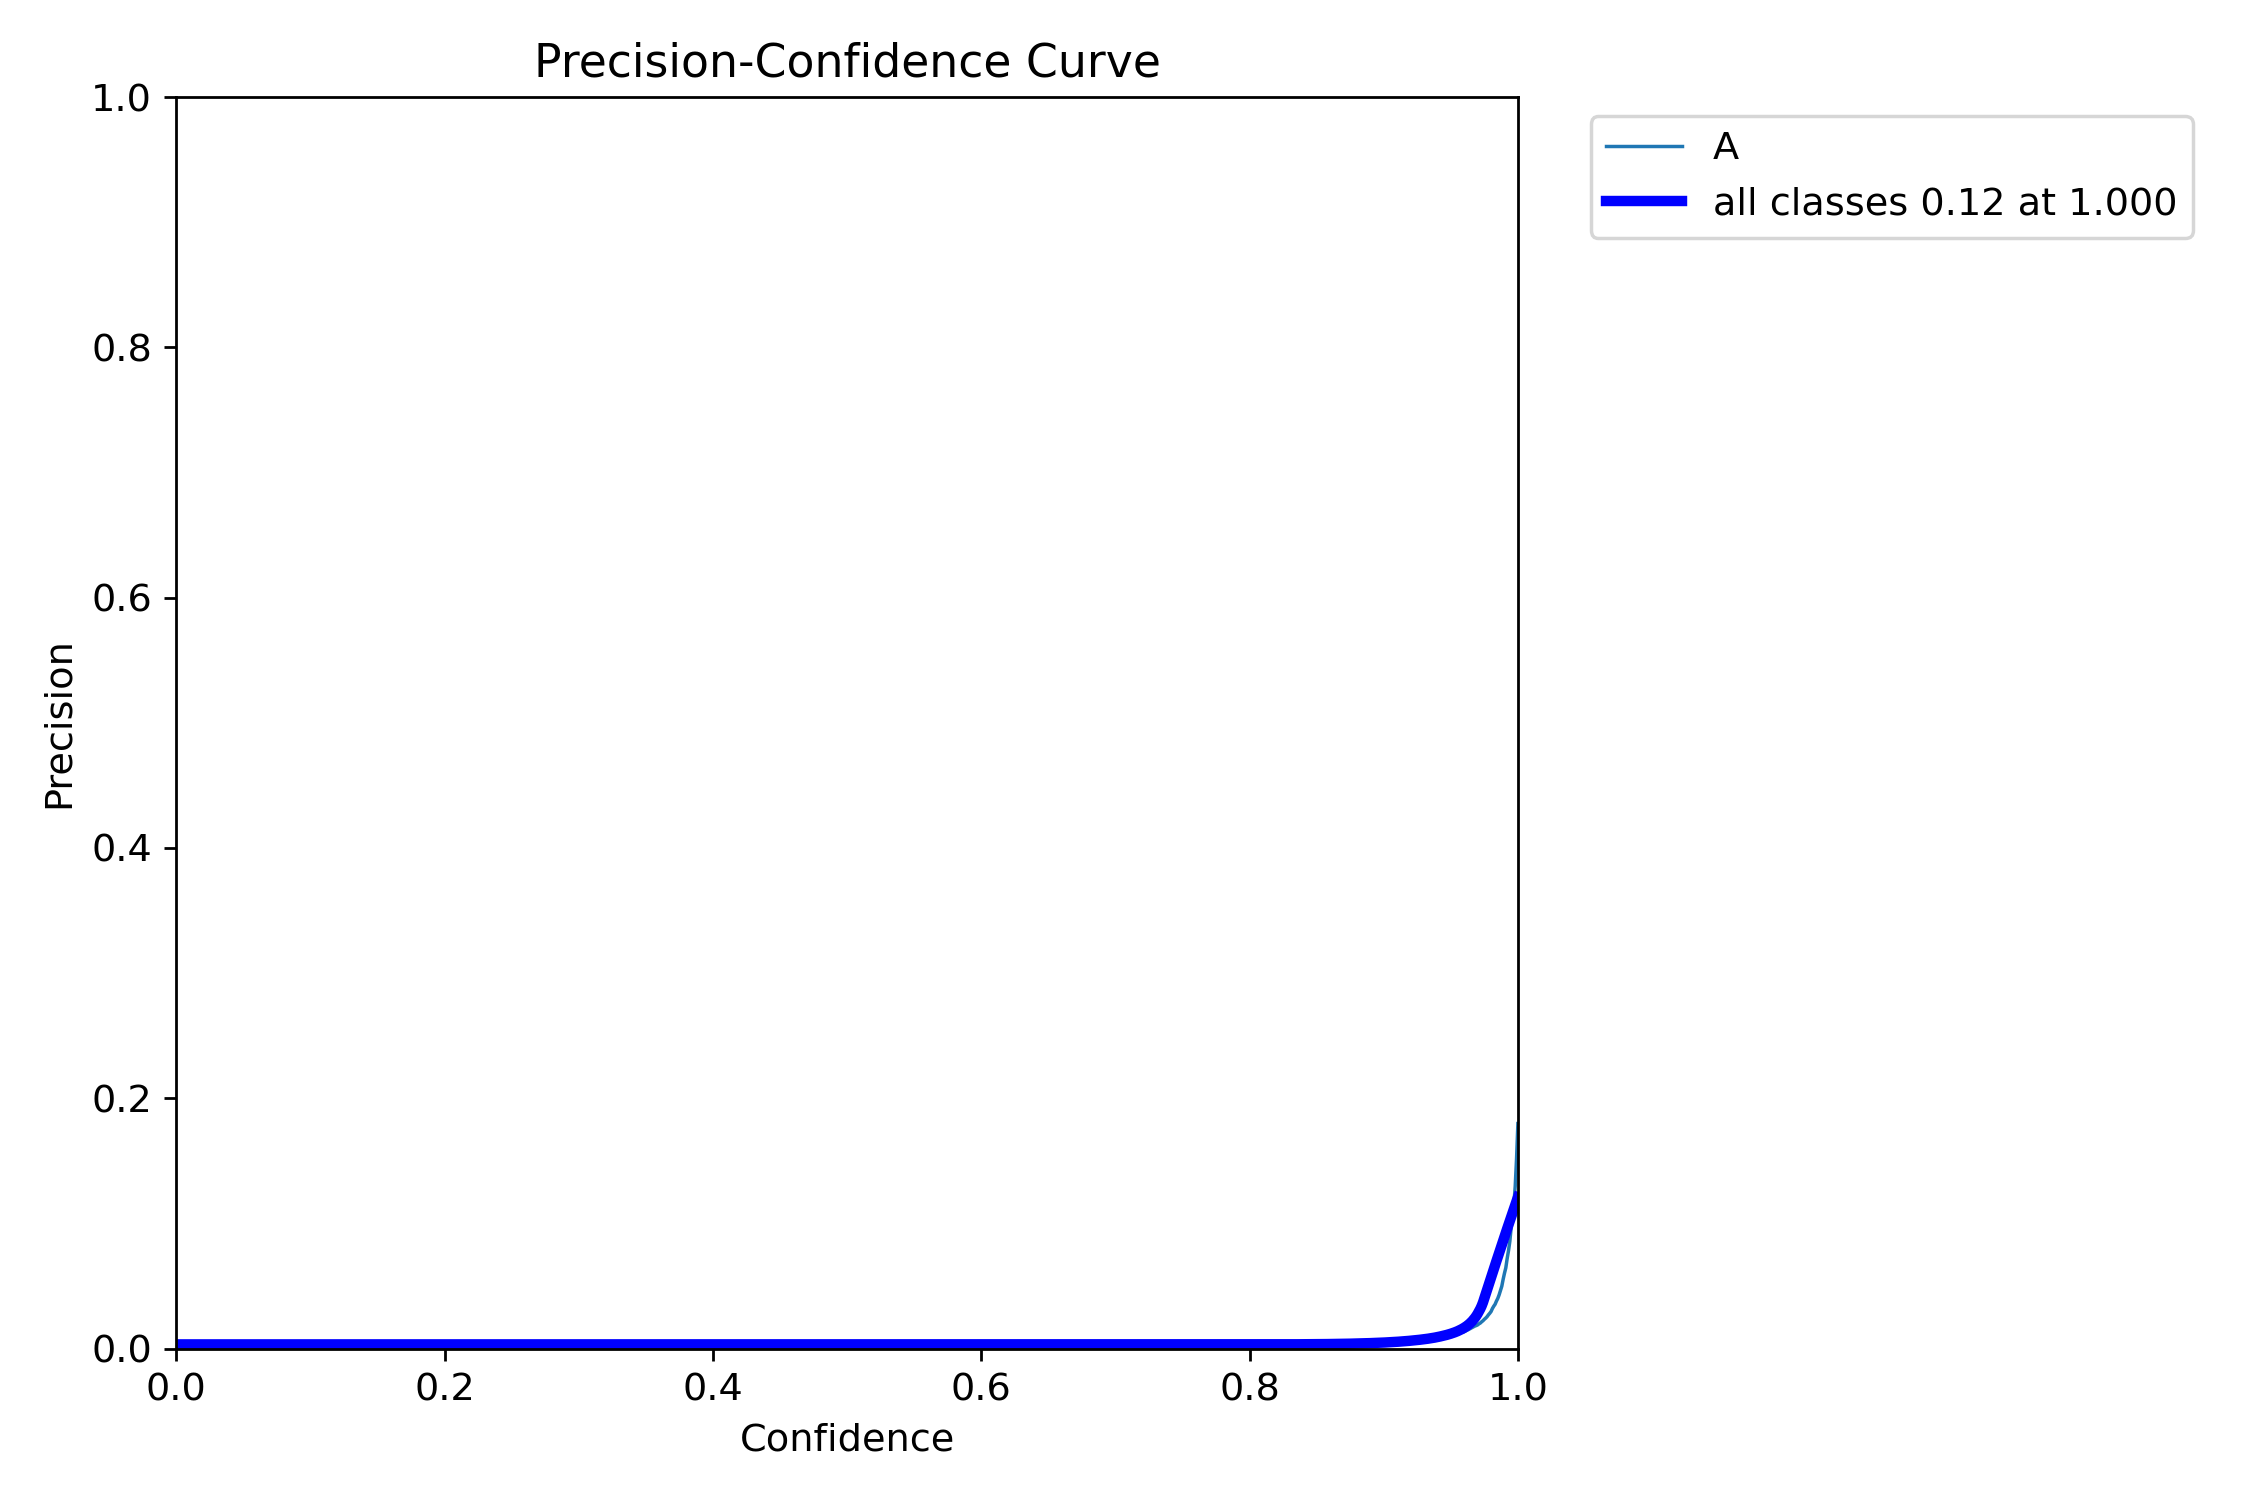 Precision-Confidence Curve
1.0
0.8
0.6
0.4
0.2
0.0
Precision
0.0 0.2 0.4 0.6 0.8 1.0
Confidence
A
all classes 0.12 at 1.000